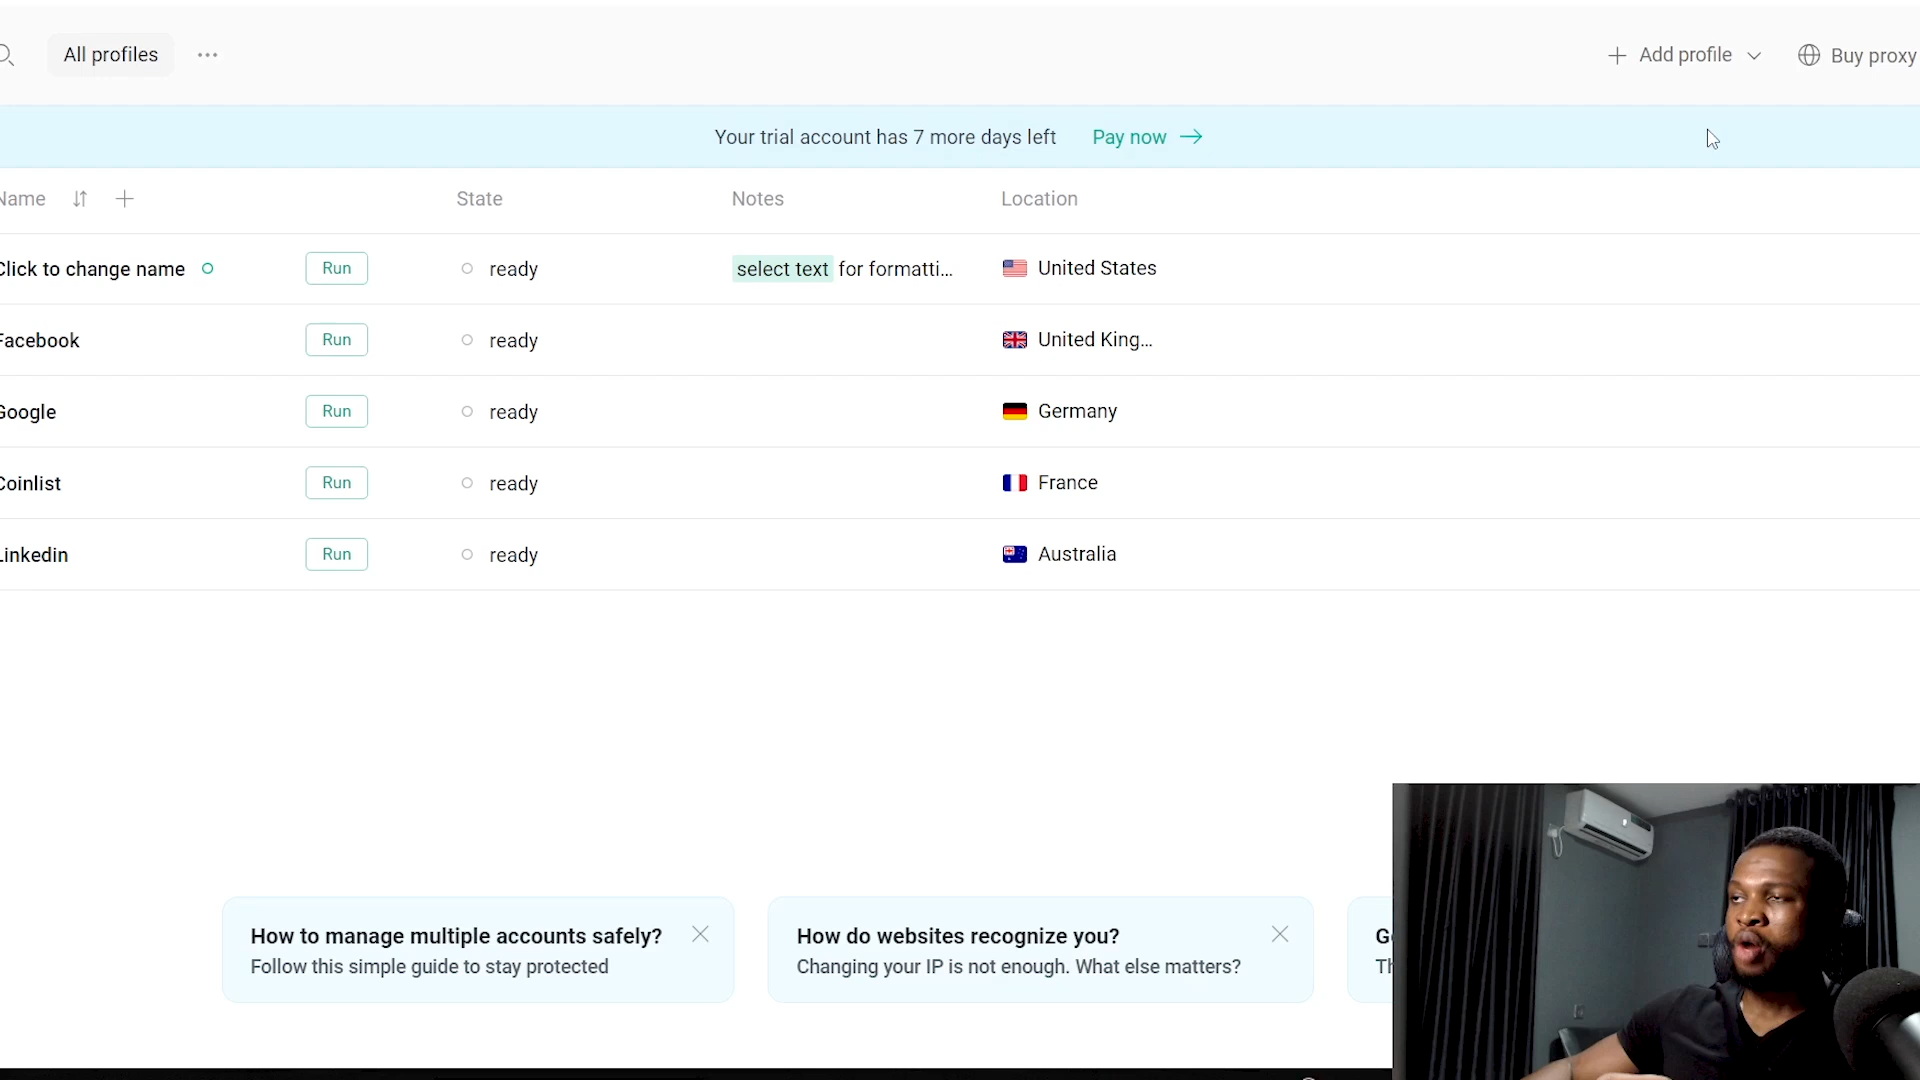 All profiles ...
Add profile
Buy proxy
Your trial account has 7 more days left Pay now
Name State Notes Location
Click to change name Run ready select text for formatti... United States
Facebook Run ready United King...
Google Run ready Germany
Coinlist Run ready France
Linkedin Run ready Australia
How to manage multiple accounts safely?
Follow this simple guide to stay protected
How do websites recognize you?
Changing your IP is not enough. What else matters?